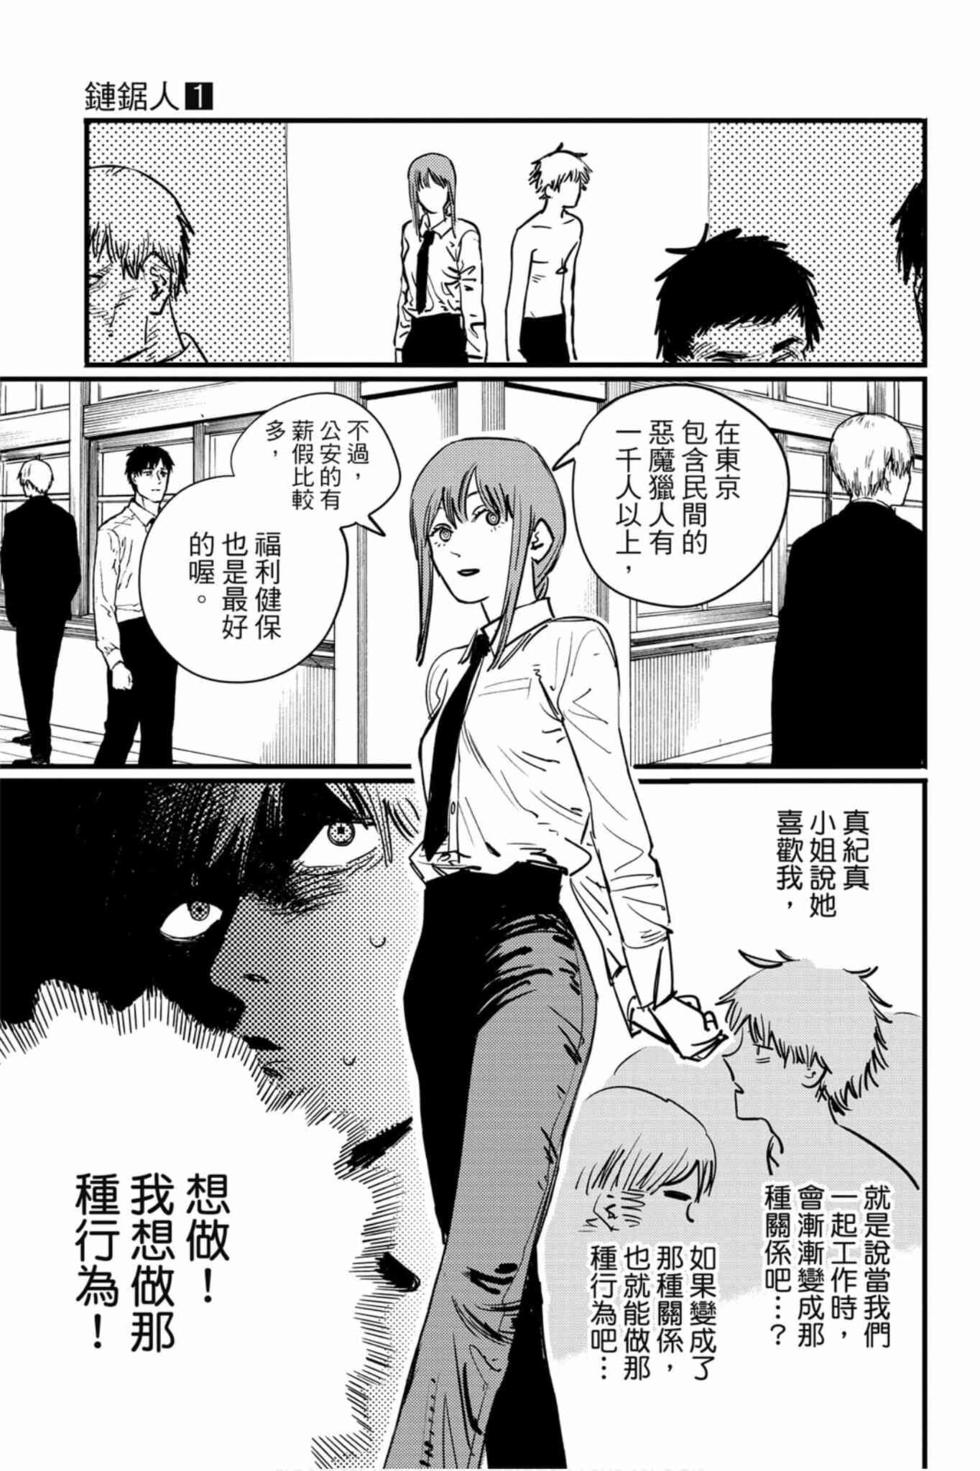 鏈鋸人1
在東京
包含民間的
惡魔獵人有
一千人以上，
不過，
公安的有
薪假比較
多，
福利健保
也是最好
的喔。
真紀真
小姐說她
喜歡我，
就是說當我們
一起工作時，
會漸漸變成那
種關係吧…？
如果變成了
那種關係，
也就能做那
種行為吧…
想做！
我想做那
種行為！